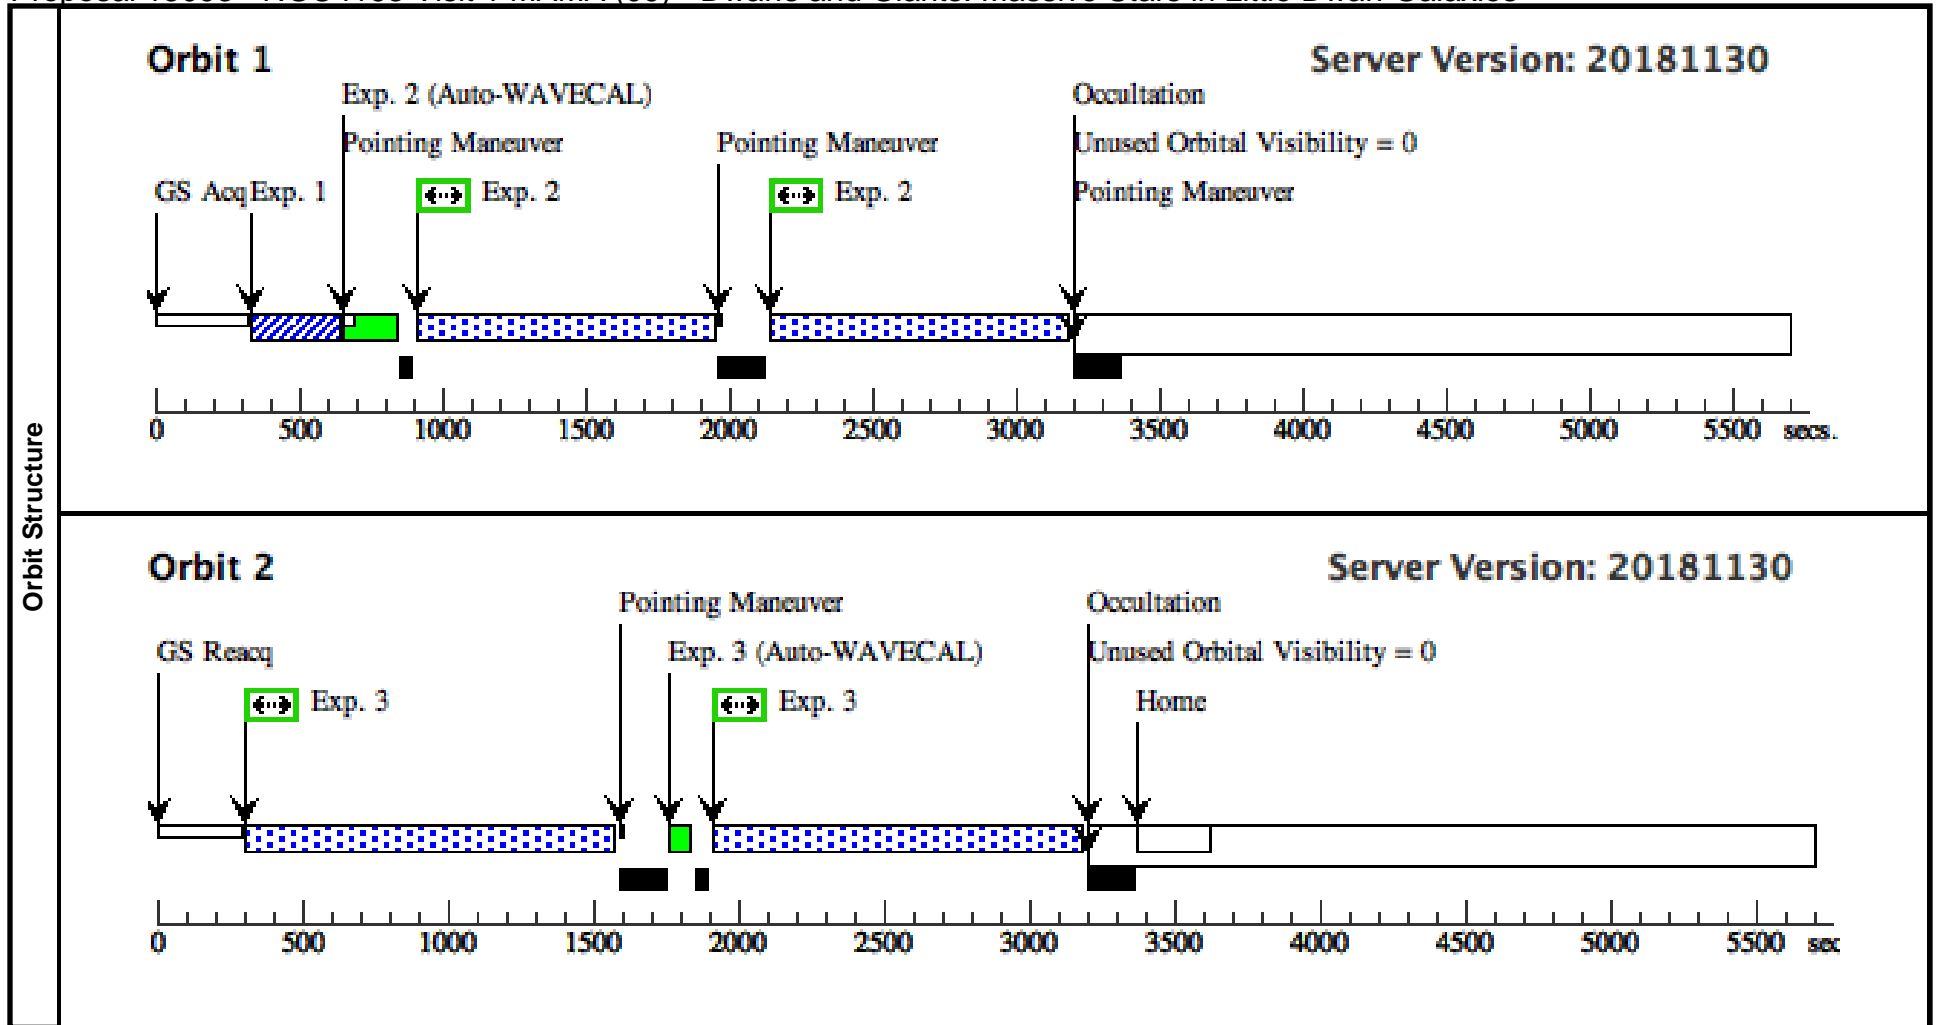 Orbit Structure
Orbit 1
Server Version: 20181130
Exp. 2 (Auto-WAVECAL)
Occultation
Pointing Maneuver
Pointing Maneuver
Unused Orbital Visibility = 0
GS Acq
Exp. 1
Exp. 2
Exp. 2
Pointing Maneuver
0 500 1000 1500 2000 2500 3000 3500 4000 4500 5000 5500 secs.
Orbit 2
Server Version: 20181130
Pointing Maneuver
Occultation
GS Reacq
Exp. 3 (Auto-WAVECAL)
Unused Orbital Visibility = 0
Exp. 3
Exp. 3
Home
0 500 1000 1500 2000 2500 3000 3500 4000 4500 5000 5500 sec